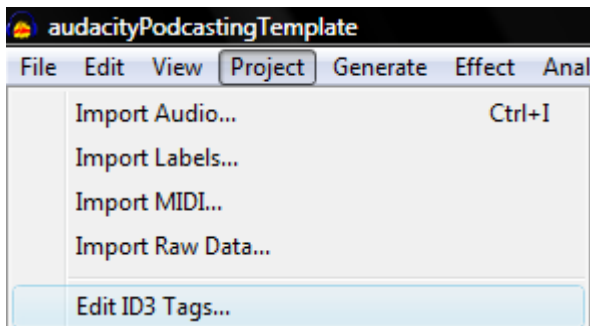 audacityPodcastingTemplate
File Edit View Project Generate Effect Anal
Import Audio... Ctrl+I
Import Labels...
Import MIDI...
Import Raw Data...
Edit ID3 Tags...